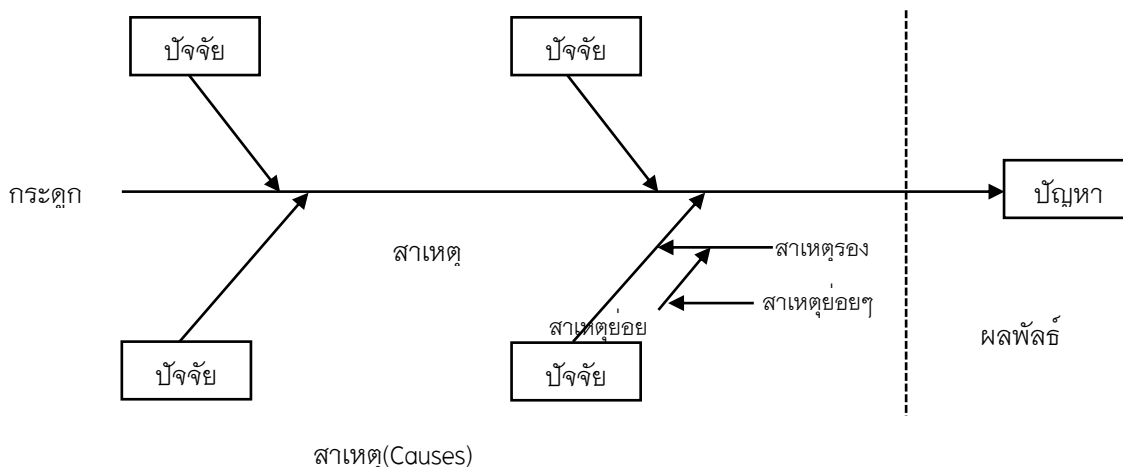 ปัจจัย
ปัจจัย
กระดูก
ปัญหา
สาเหตุ
สาเหตุรอง
สาเหตุย่อยๆ
สาเหตุย่อย
ผลพัลธ์
ปัจจัย
ปัจจัย
สาเหตุ(Causes)